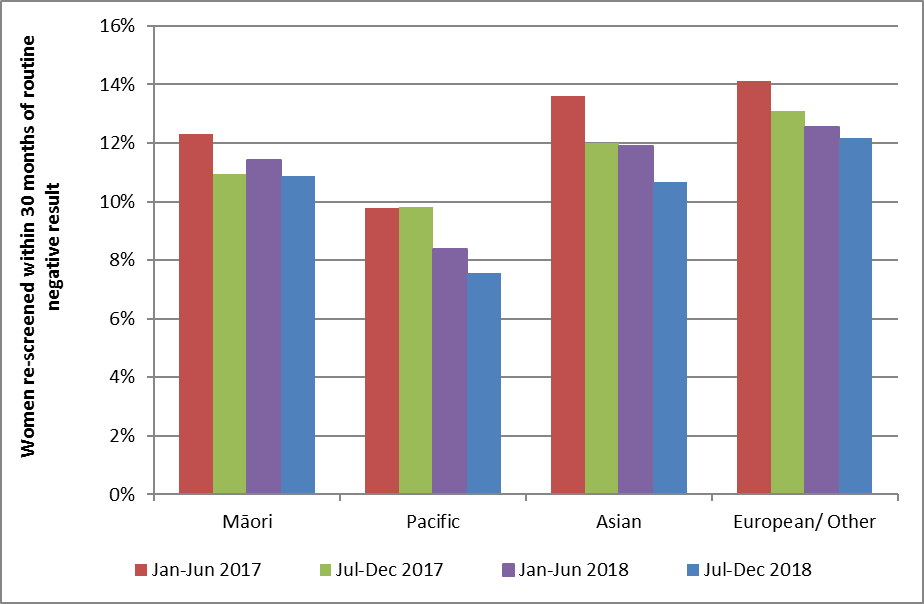 Women re-screened within 30 months of routine
negative result
16%
14%
12%
10%
8%
6%
4%
2%
0%
Māori Pacific Asian European/ Other
Jan-Jun 2017 Jul-Dec 2017 Jan-Jun 2018 Jul-Dec 2018